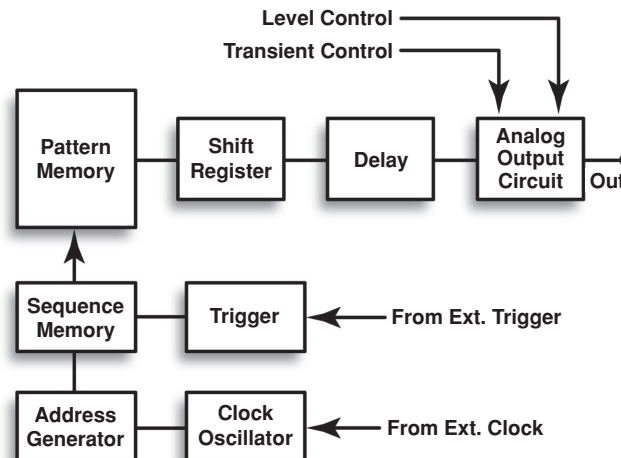 Level Control
Transient Control
Pattern
Memory
Shift
Register
Delay
Analog
Output
Circuit
Out
Sequence
Memory
Trigger
From Ext. Trigger
Address
Generator
Clock
Oscillator
From Ext. Clock